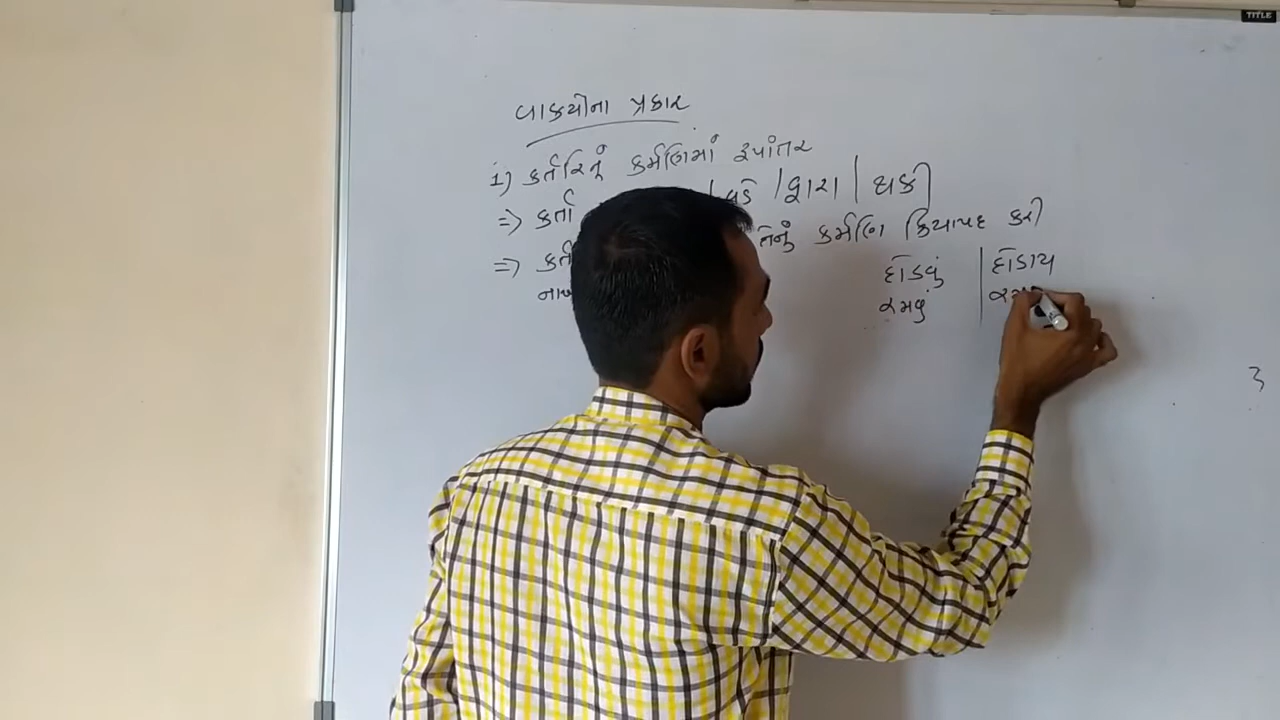 TITLE
વાક્યોના પ્રકાર
1) કર્તરિનું કર્મણિમાં રૂપાંતર
⇒ કર્તા | વડે | દ્વારા | થકી
⇒ કર્મણિ ક્રિયાપદ કરી
દોડવું | દોડાય
રમવું